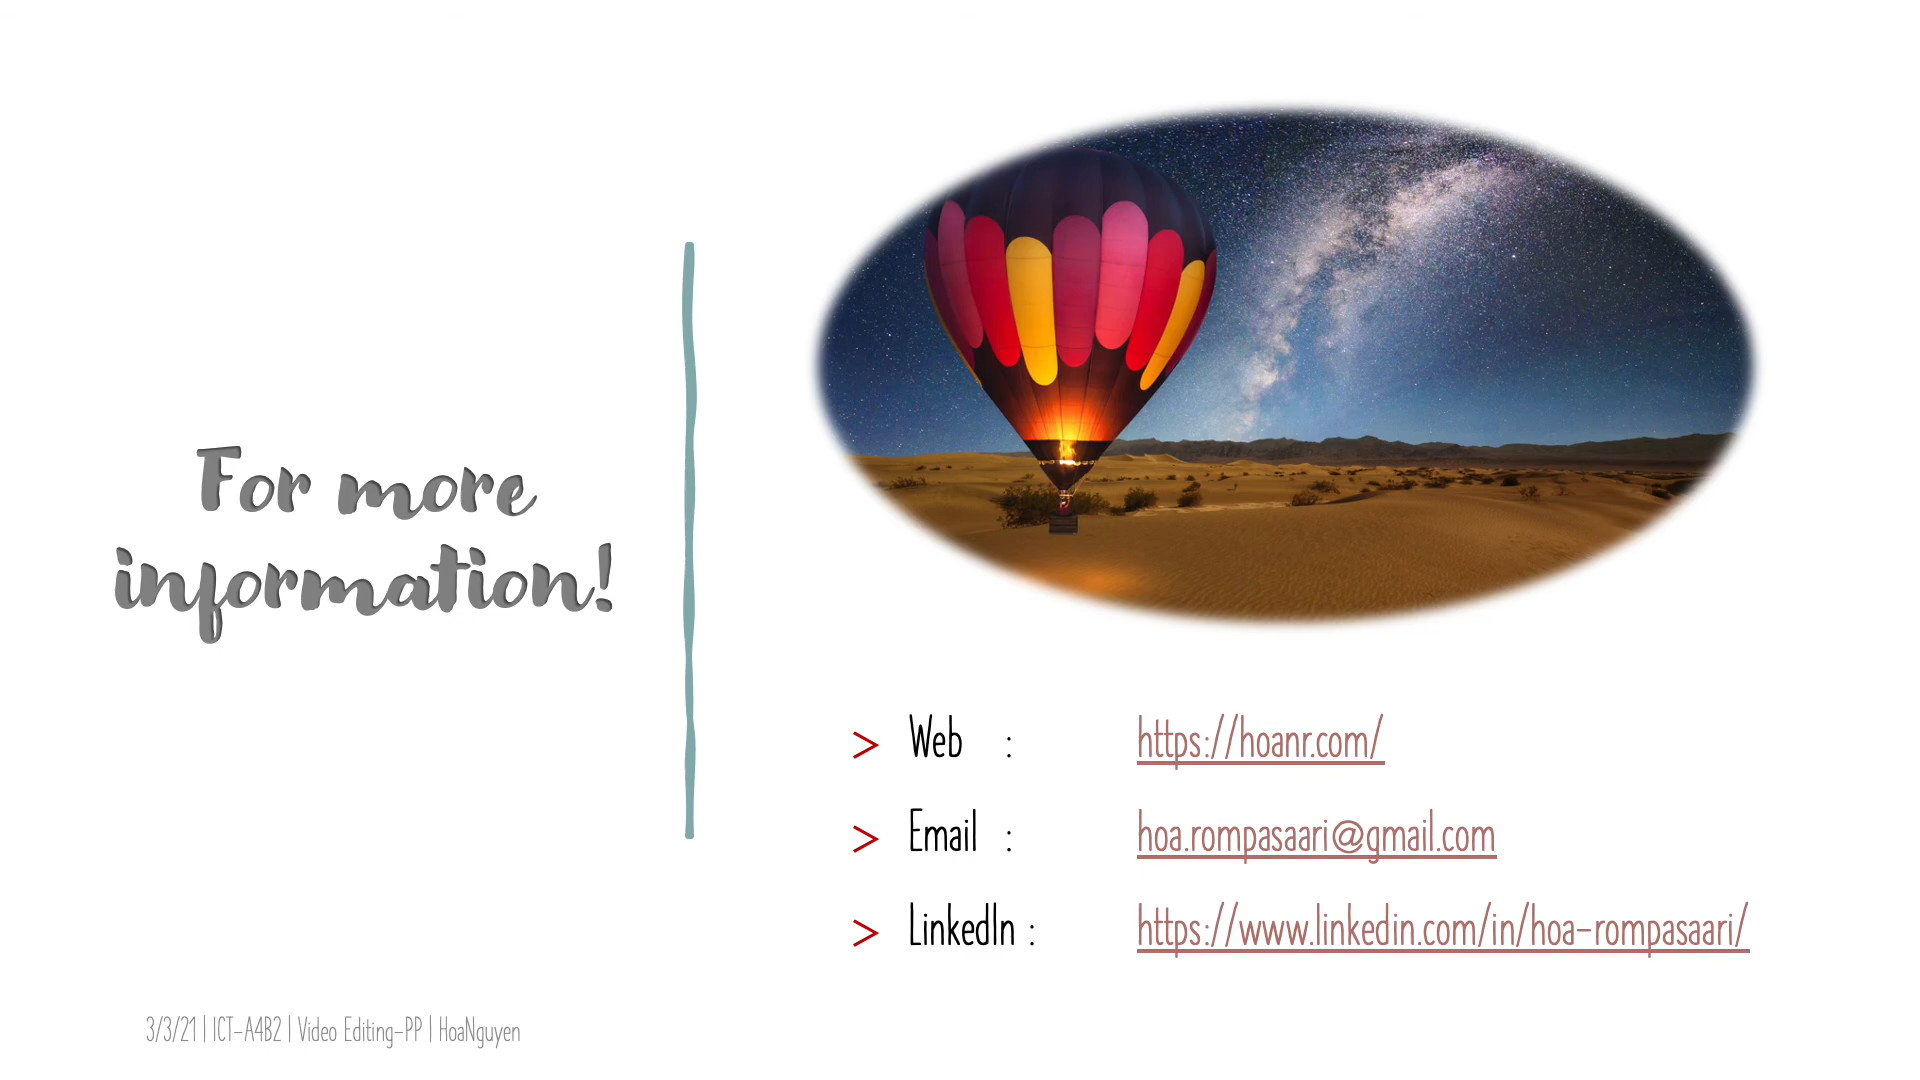 For more
information!
> Web : https://hoanr.com/
> Email : hoa.rompasaari@gmail.com
> LinkedIn : https://www.linkedin.com/in/hoa-rompasaari/
3/3/21 | ICT-A4B2 | Video Editing-PP | HoaNguyen